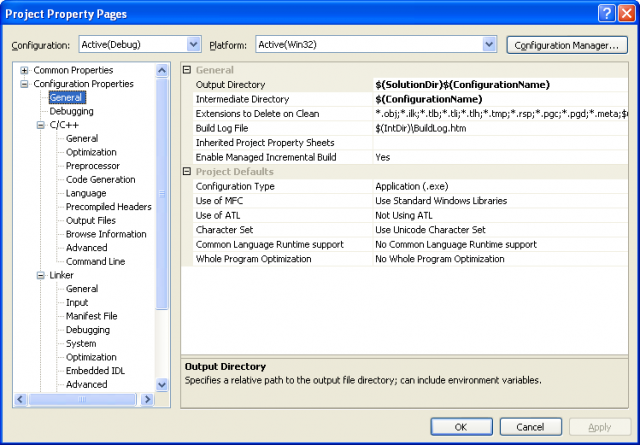 Project Property Pages
Configuration: Active(Debug) Platform: Active(Win32) Configuration Manager...
Common Properties
Configuration Properties
General
Debugging
C/C++
General
Optimization
Preprocessor
Code Generation
Language
Precompiled Headers
Output Files
Browse Information
Advanced
Command Line
Linker
General
Input
Manifest File
Debugging
System
Optimization
Embedded IDL
Advanced
General
Output Directory $(SolutionDir)$(ConfigurationName)
Intermediate Directory $(ConfigurationName)
Extensions to Delete on Clean *.obj;*.ilk;*.tlb;*.tli;*.tlh;*.tmp;*.rsp;*.pgc;*.pgd;*.meta;$(
Build Log File $(IntDir)\BuildLog.htm
Inherited Project Property Sheets
Enable Managed Incremental Build Yes
Project Defaults
Configuration Type Application (.exe)
Use of MFC Use Standard Windows Libraries
Use of ATL Not Using ATL
Character Set Use Unicode Character Set
Common Language Runtime support No Common Language Runtime support
Whole Program Optimization No Whole Program Optimization
Output Directory
Specifies a relative path to the output file directory; can include environment variables.
OK Cancel Apply